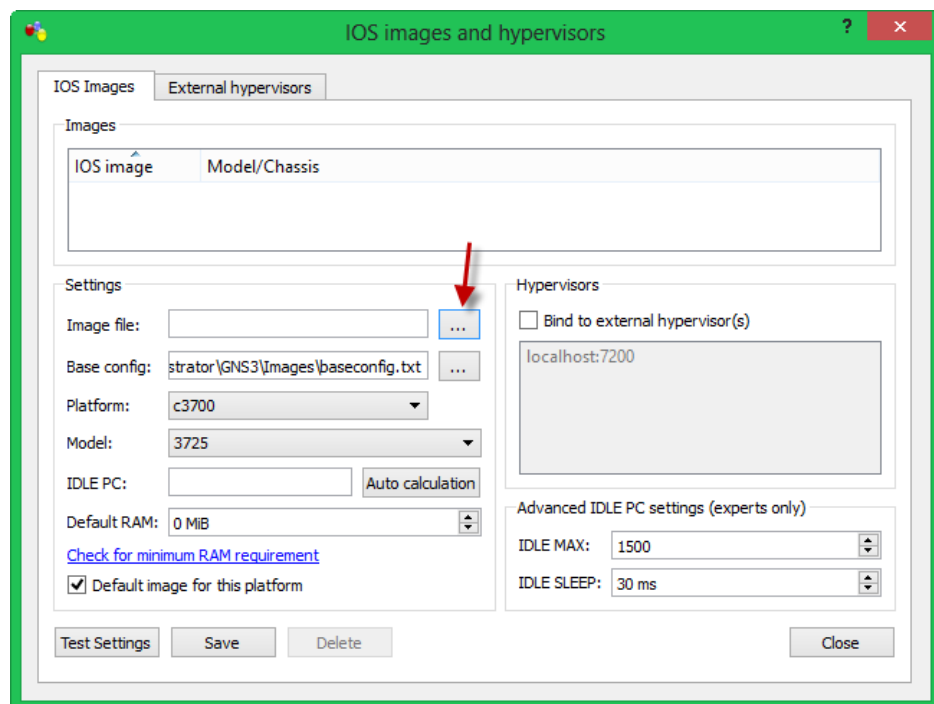 IOS images and hypervisors
?
IOS Images External hypervisors
Images
IOS image Model/Chassis
Settings
Image file: ...
Base config: strator\GNS3\Images\baseconfig.txt ...
Platform: c3700
Model: 3725
IDLE PC: Auto calculation
Default RAM: 0 MiB
Check for minimum RAM requirement
Default image for this platform
Hypervisors
Bind to external hypervisor(s)
localhost:7200
Advanced IDLE PC settings (experts only)
IDLE MAX: 1500
IDLE SLEEP: 30 ms
Test Settings Save Delete Close